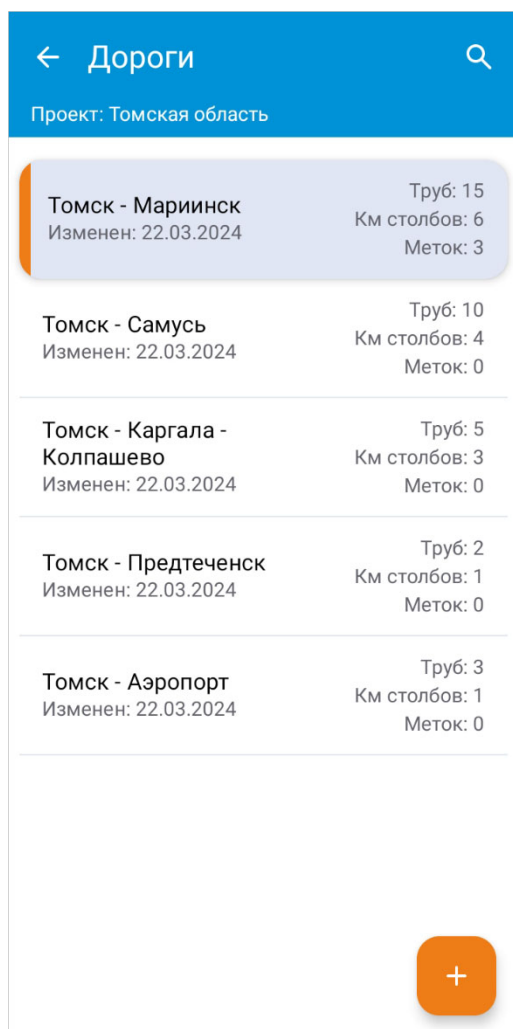 Дороги
Проект: Томская область
Томск - Мариинск
Изменен: 22.03.2024
Труб: 15
Км столбов: 6
Меток: 3
Томск - Самусь
Изменен: 22.03.2024
Труб: 10
Км столбов: 4
Меток: 0
Томск - Каргала -
Колпашево
Изменен: 22.03.2024
Труб: 5
Км столбов: 3
Меток: 0
Томск - Предтеченск
Изменен: 22.03.2024
Труб: 2
Км столбов: 1
Меток: 0
Томск - Аэропорт
Изменен: 22.03.2024
Труб: 3
Км столбов: 1
Меток: 0